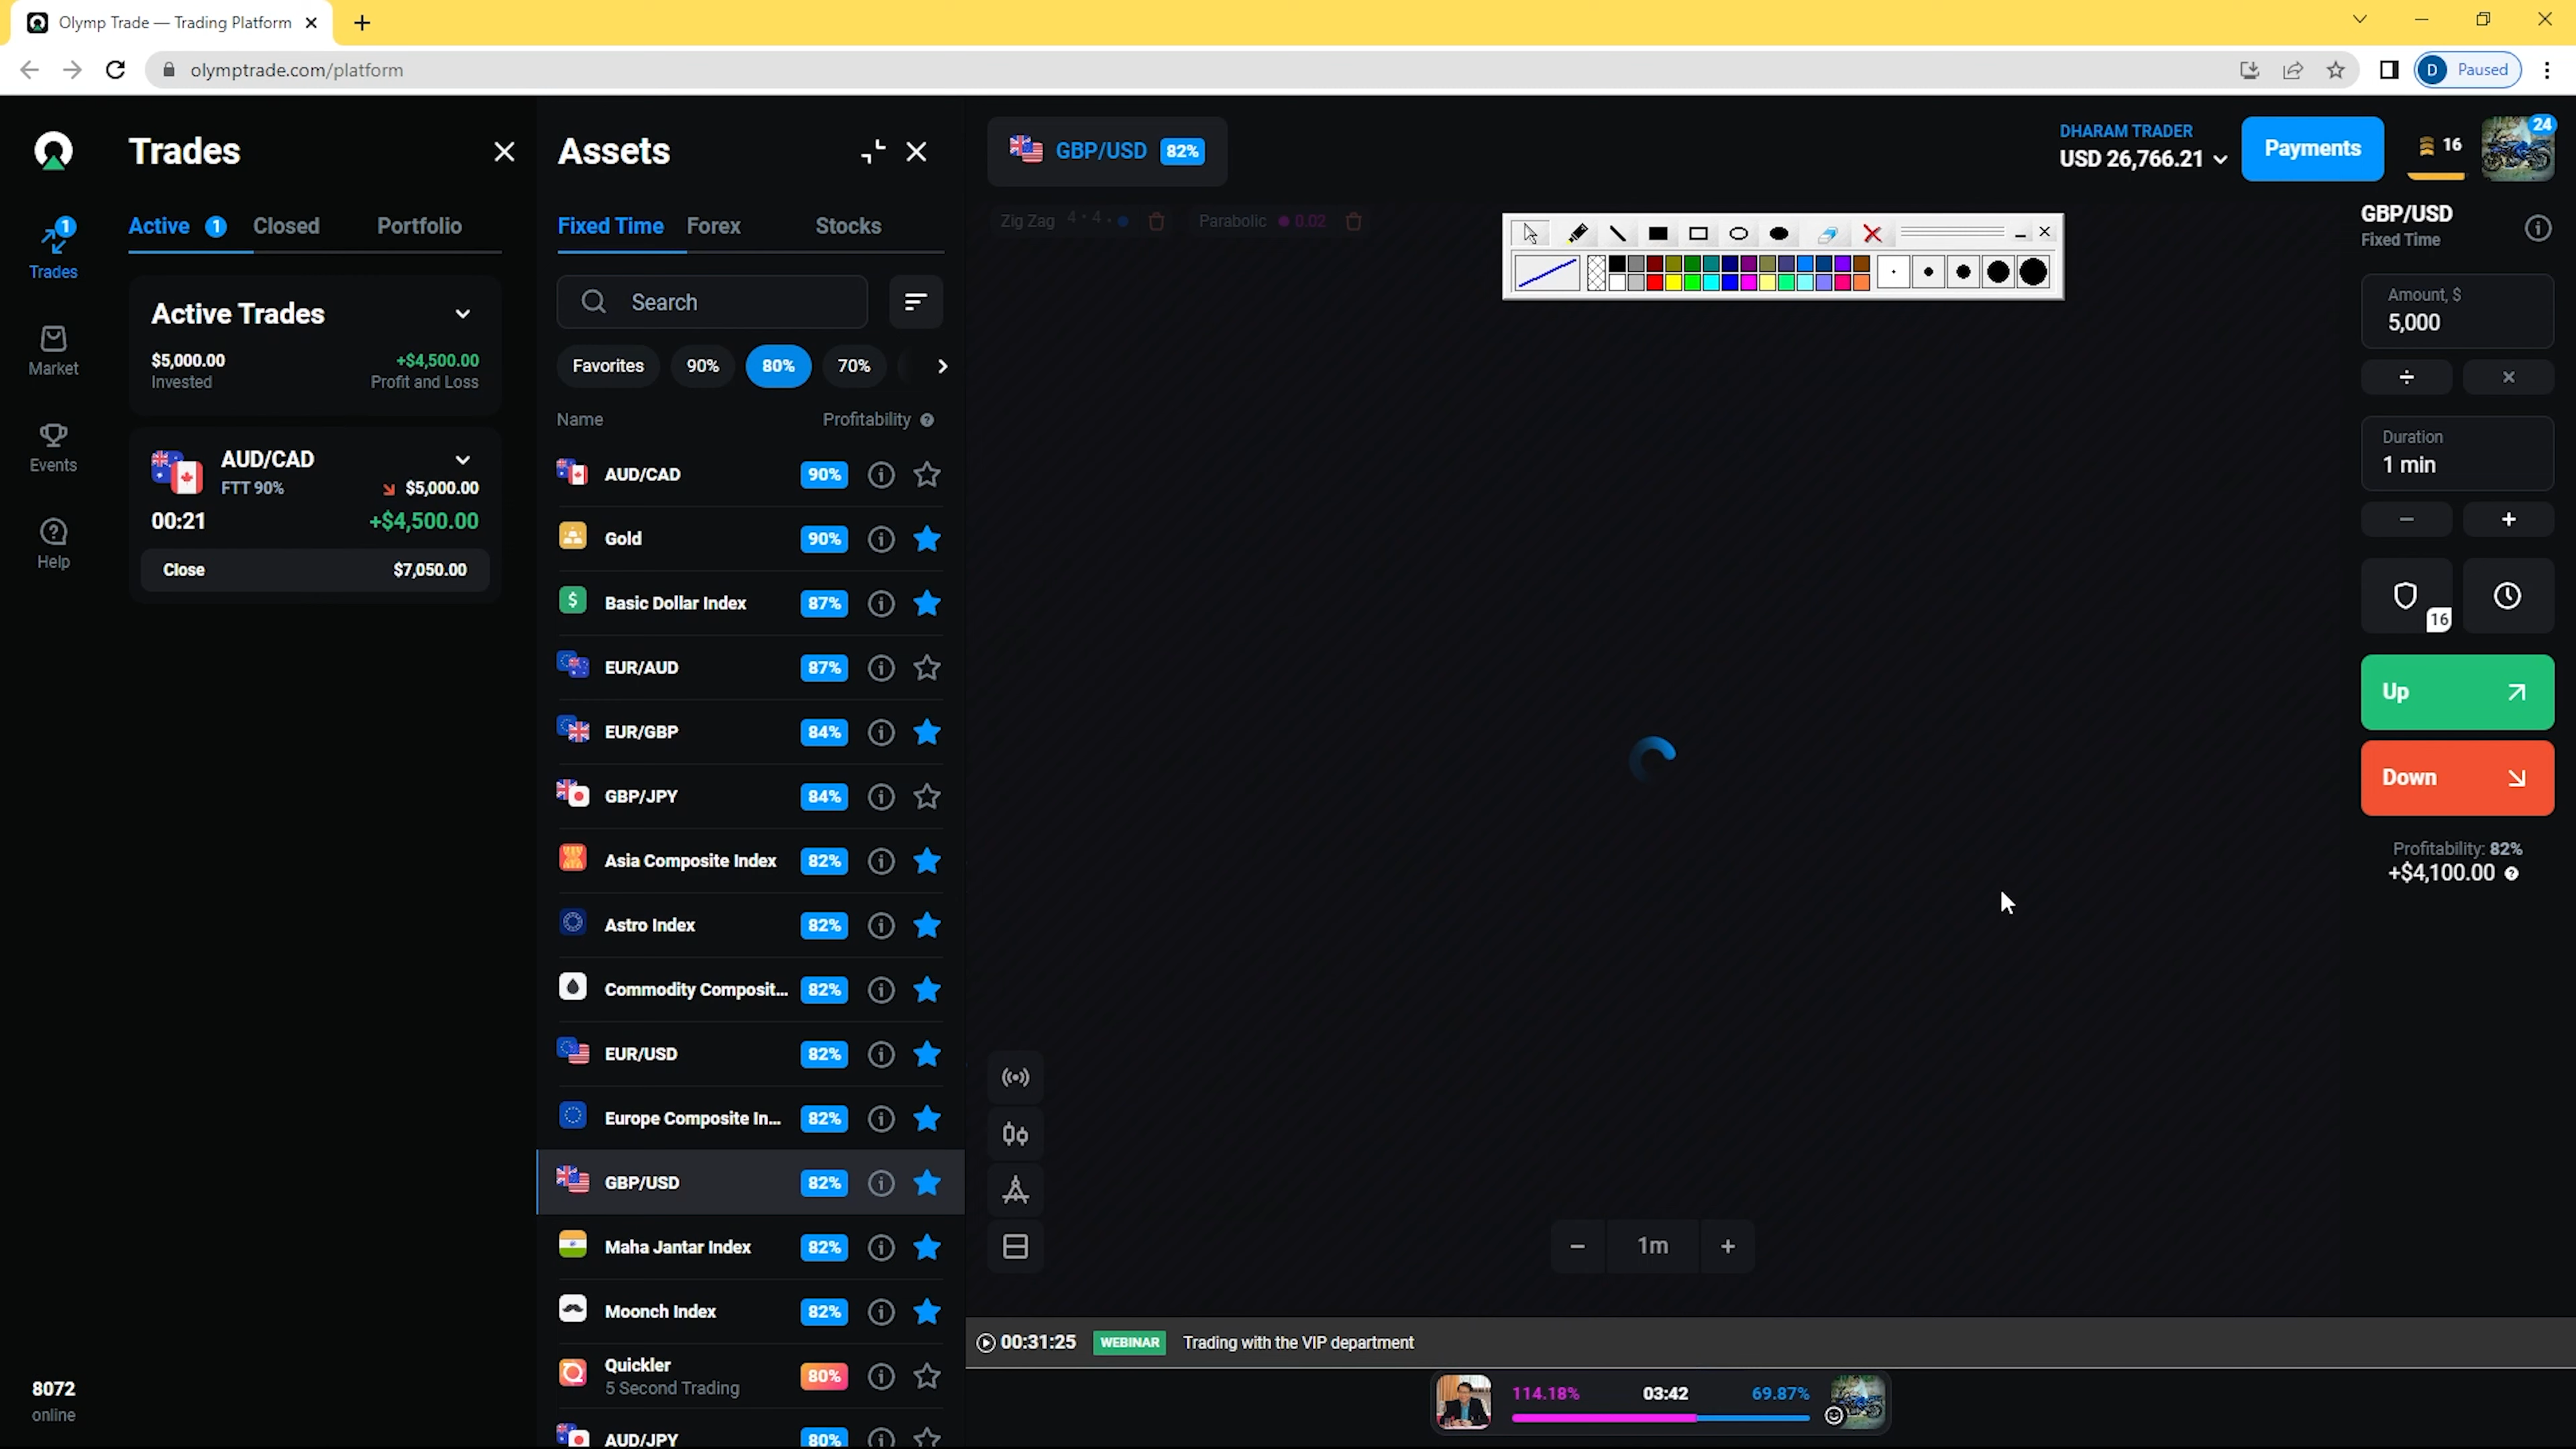 Olymp Trade — Trading Platform
olymptrade.com/platform
D Paused
Trades
Active 1 Closed Portfolio
Active Trades
$5,000.00 +$4,500.00
Invested Profit and Loss
AUD/CAD
FTT 90% $5,000.00
00:21 +$4,500.00
Close $7,050.00
1
Trades
Market
Events
Help
8072
online
Assets
Fixed Time Forex Stocks
Search
Favorites 90% 80% 70%
Name Profitability
AUD/CAD 90%
Gold 90%
Basic Dollar Index 87%
EUR/AUD 87%
EUR/GBP 84%
GBP/JPY 84%
Asia Composite Index 82%
Astro Index 82%
Commodity Composit... 82%
EUR/USD 82%
Europe Composite In... 82%
GBP/USD 82%
Maha Jantar Index 82%
Moonch Index 82%
Quickler 80%
5 Second Trading
AUD/JPY 80%
GBP/USD 82%
Zig Zag 4 • 4 • Parabolic 0.02
1m
00:31:25 WEBINAR Trading with the VIP department
114.18% 03:42 69.87%
DHARAM TRADER
USD 26,766.21
Payments
16
24
GBP/USD
Fixed Time
Amount, $
5,000
÷ ×
Duration
1 min
− +
16
Up
Down
Profitability: 82%
+$4,100.00